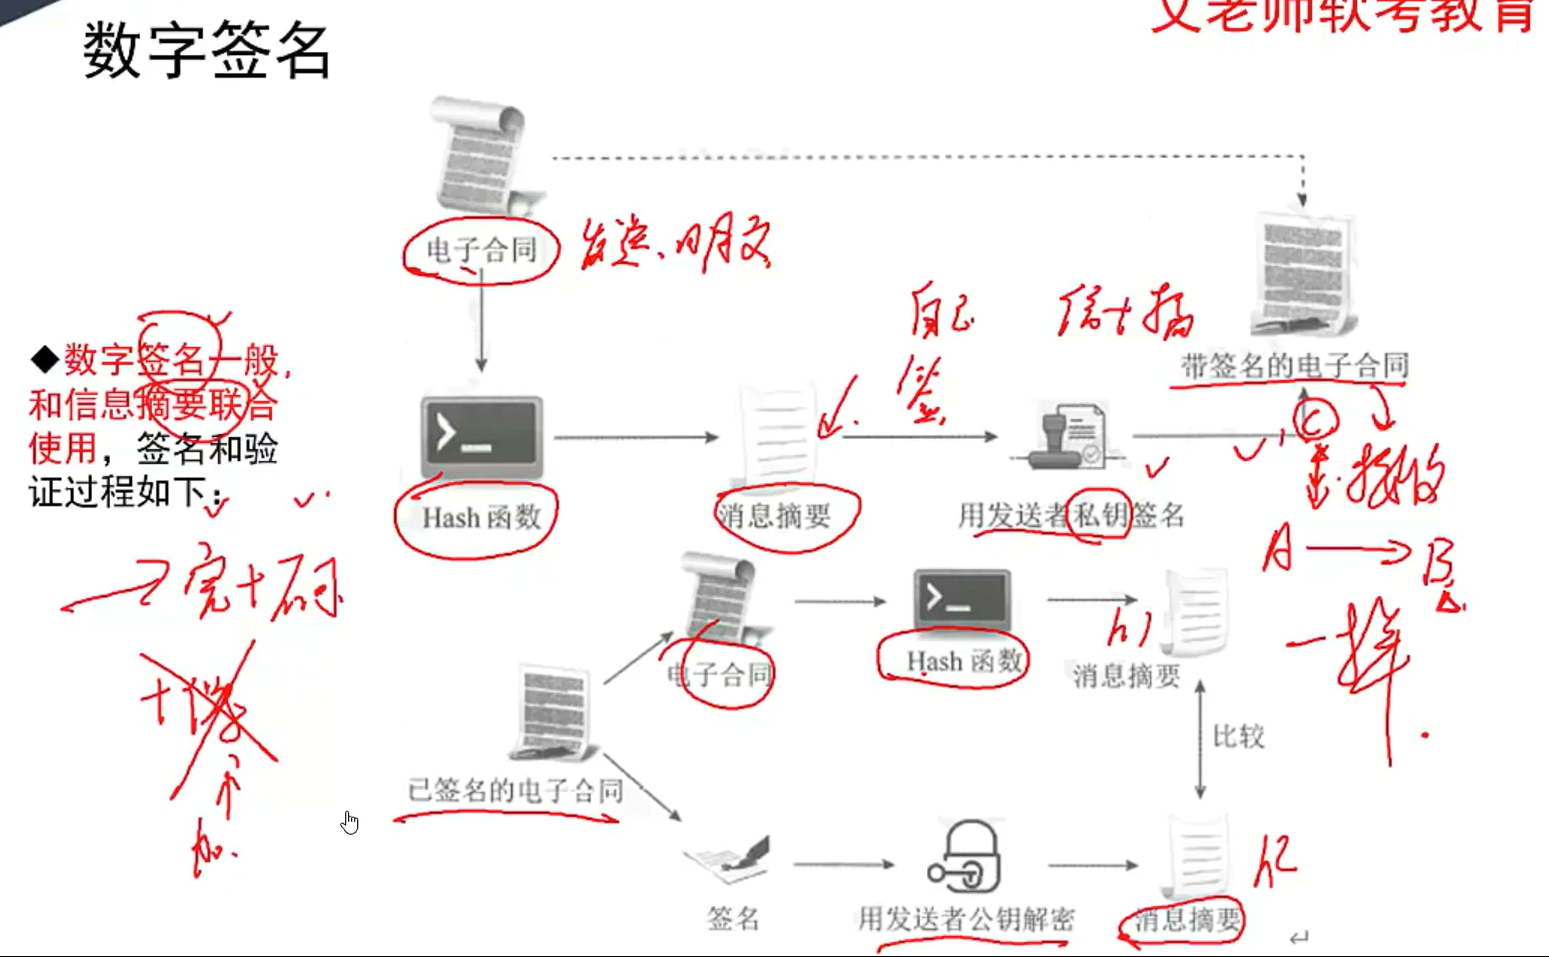 文老师软考教育
数字签名
电子合同
发送、明文
自己
签
信+摘
带签名的电子合同
◆数字签名一般
和信息摘要联合
使用，签名和验
证过程如下：
Hash 函数
消息摘要
用发送者私钥签名
C
A
B
电子合同
Hash 函数
h1
消息摘要
一样
比较
已签名的电子合同
签名
用发送者公钥解密
消息摘要
h2
加